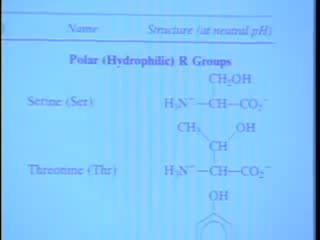 Name Structure (at neutral pH)
Polar (Hydrophilic) R Groups
CH₂OH
Serine (Ser) H₃N⁻—CH—CO₂⁻
CH₃ OH
CH
Threonine (Thr) H₃N⁻—CH—CO₂⁻
OH